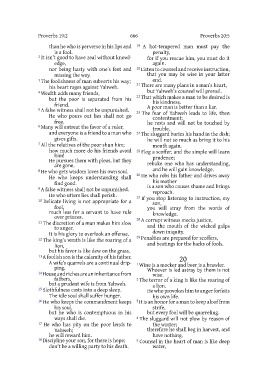 Proverbs 19:2
666
Proverbs 20:5
than he who is perverse in his lips and
is a fool.
2 It isn't good to have zeal without knowl-
edge,
nor being hasty with one's feet and
missing the way.
3 The foolishness of man subverts his way;
his heart rages against Yahweh.
4 Wealth adds many friends,
but the poor is separated from his
friend.
5 A false witness shall not be unpunished.
He who pours out lies shall not go
free.
6 Many will entreat the favor of a ruler,
and everyone is a friend to a man who
gives gifts.
7 All the relatives of the poor shun him:
how much more do his friends avoid
him!
He pursues them with pleas, but they
are gone.
8 He who gets wisdom loves his own soul.
He who keeps understanding shall
find good.
9 A false witness shall not be unpunished.
He who utters lies shall perish.
10 Delicate living is not appropriate for a
fool,
much less for a servant to have rule
over princes.
11 The discretion of a man makes him slow
to anger.
It is his glory to overlook an offense.
12 The king's wrath is like the roaring of a
lion,
but his favor is like dew on the grass.
13 A foolish son is the calamity of his father.
A wife's quarrels are a continual drip-
ping.
14 House and riches are an inheritance from
fathers,
but a prudent wife is from Yahweh.
15 Slothfulness casts into a deep sleep.
The idle soul shall suffer hunger.
16 He who keeps the commandment keeps
his soul,
but he who is contemptuous in his
ways shall die.
17 He who has pity on the poor lends to
Yahweh;
he will reward him.
18 Discipline your son, for there is hope;
don't be a willing party to his death.
19 A hot-tempered man must pay the
penalty,
for if you rescue him, you must do it
again.
20 Listen to counsel and receive instruction,
that you may be wise in your latter
end.
21 There are many plans in a man's heart,
but Yahweh's counsel will prevail.
22 That which makes a man to be desired is
his kindness.
A poor man is better than a liar.
23 The fear of Yahweh leads to life, then
contentment;
he rests and will not be touched by
trouble.
24 The sluggard buries his hand in the dish;
he will not so much as bring it to his
mouth again.
25 Flog a scoffer, and the simple will learn
prudence;
rebuke one who has understanding,
and he will gain knowledge.
26 He who robs his father and drives away
his mother
is a son who causes shame and brings
reproach.
27 If you stop listening to instruction, my
son,
you will stray from the words of
knowledge.
28 A corrupt witness mocks justice,
and the mouth of the wicked gulps
down iniquity.
29 Penalties are prepared for scoffers,
and beatings for the backs of fools.
20
1 Wine is a mocker and beer is a brawler.
Whoever is led astray by them is not
wise.
2 The terror of a king is like the roaring of
a lion.
He who provokes him to anger forfeits
his own life.
3 It is an honor for a man to keep aloof from
strife,
but every fool will be quarreling.
4 The sluggard will not plow by reason of
the winter;
therefore he shall beg in harvest, and
have nothing.
5 Counsel in the heart of man is like deep
water,